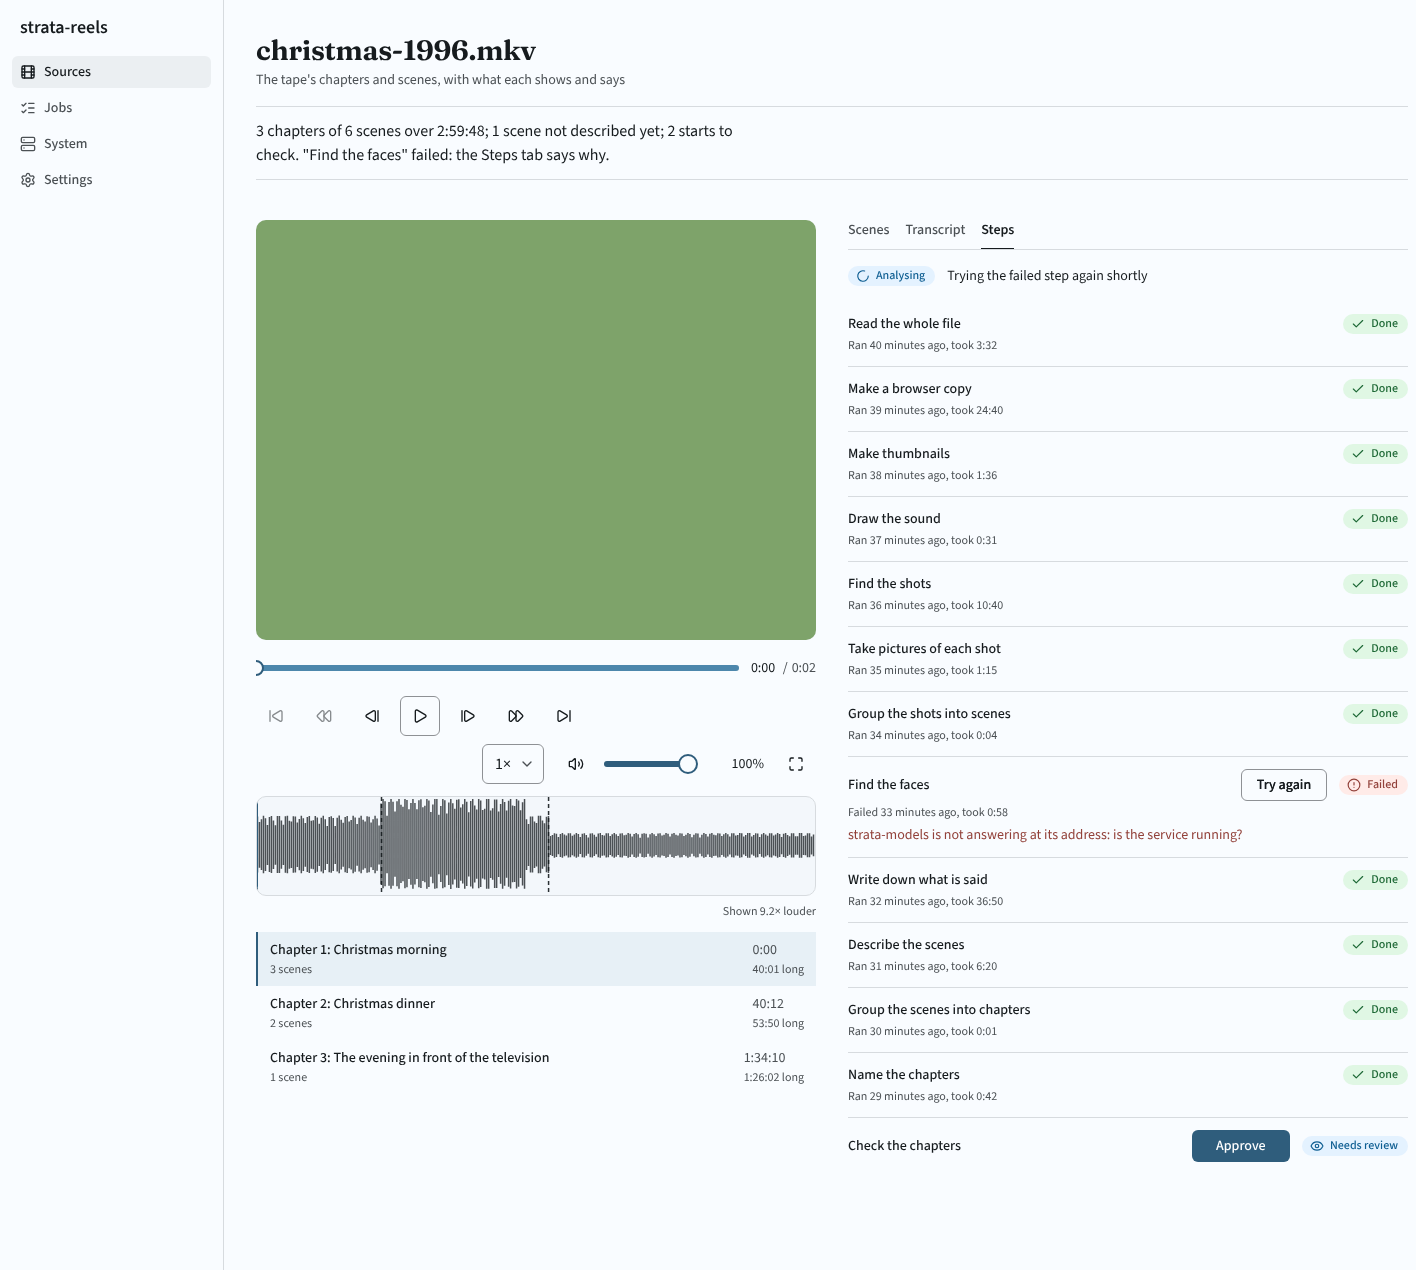 strata-reels
Sources
Jobs
System
Settings
christmas-1996.mkv
The tape's chapters and scenes, with what each shows and says
3 chapters of 6 scenes over 2:59:48; 1 scene not described yet; 2 starts to
check. "Find the faces" failed: the Steps tab says why.
0:00 / 0:02
1×
100%
Shown 9.2× louder
Chapter 1: Christmas morning 0:00
3 scenes 40:01 long
Chapter 2: Christmas dinner 40:12
2 scenes 53:50 long
Chapter 3: The evening in front of the television 1:34:10
1 scene 1:26:02 long
Scenes Transcript Steps
Analysing Trying the failed step again shortly
Read the whole file Done
Ran 40 minutes ago, took 3:32
Make a browser copy Done
Ran 39 minutes ago, took 24:40
Make thumbnails Done
Ran 38 minutes ago, took 1:36
Draw the sound Done
Ran 37 minutes ago, took 0:31
Find the shots Done
Ran 36 minutes ago, took 10:40
Take pictures of each shot Done
Ran 35 minutes ago, took 1:15
Group the shots into scenes Done
Ran 34 minutes ago, took 0:04
Find the faces Try again Failed
Failed 33 minutes ago, took 0:58
strata-models is not answering at its address: is the service running?
Write down what is said Done
Ran 32 minutes ago, took 36:50
Describe the scenes Done
Ran 31 minutes ago, took 6:20
Group the scenes into chapters Done
Ran 30 minutes ago, took 0:01
Name the chapters Done
Ran 29 minutes ago, took 0:42
Check the chapters Approve Needs review